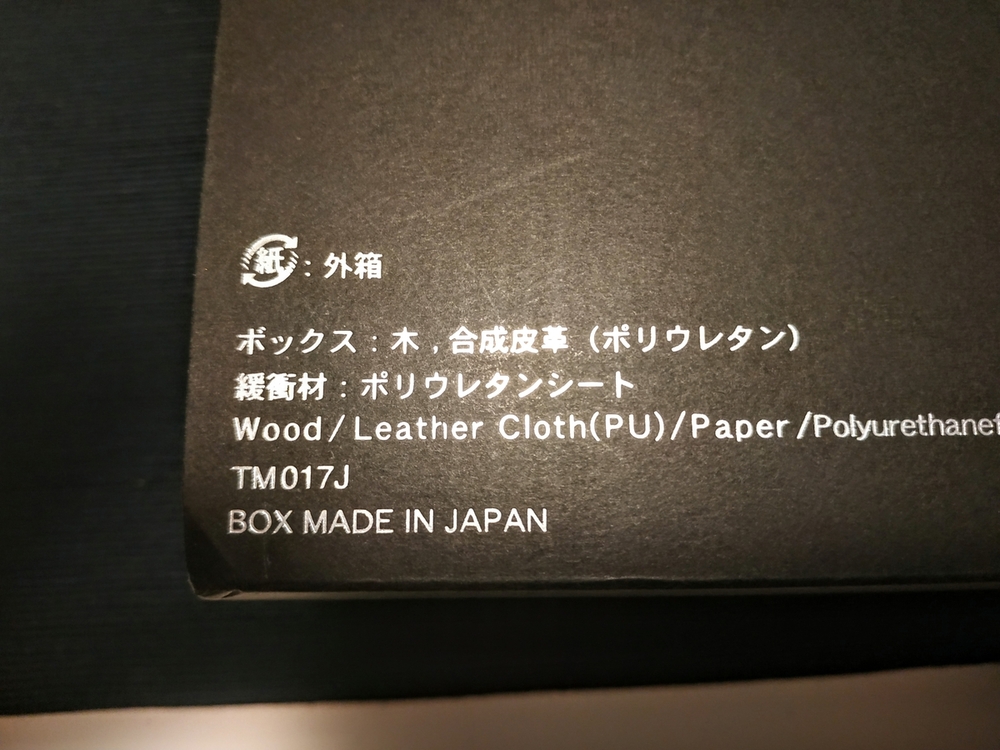 紙 : 外箱
ボックス : 木 , 合成皮革 (ポリウレタン)
緩衝材 : ポリウレタンシート
Wood/Leather Cloth(PU)/Paper/Polyurethanef
TM017J
BOX MADE IN JAPAN